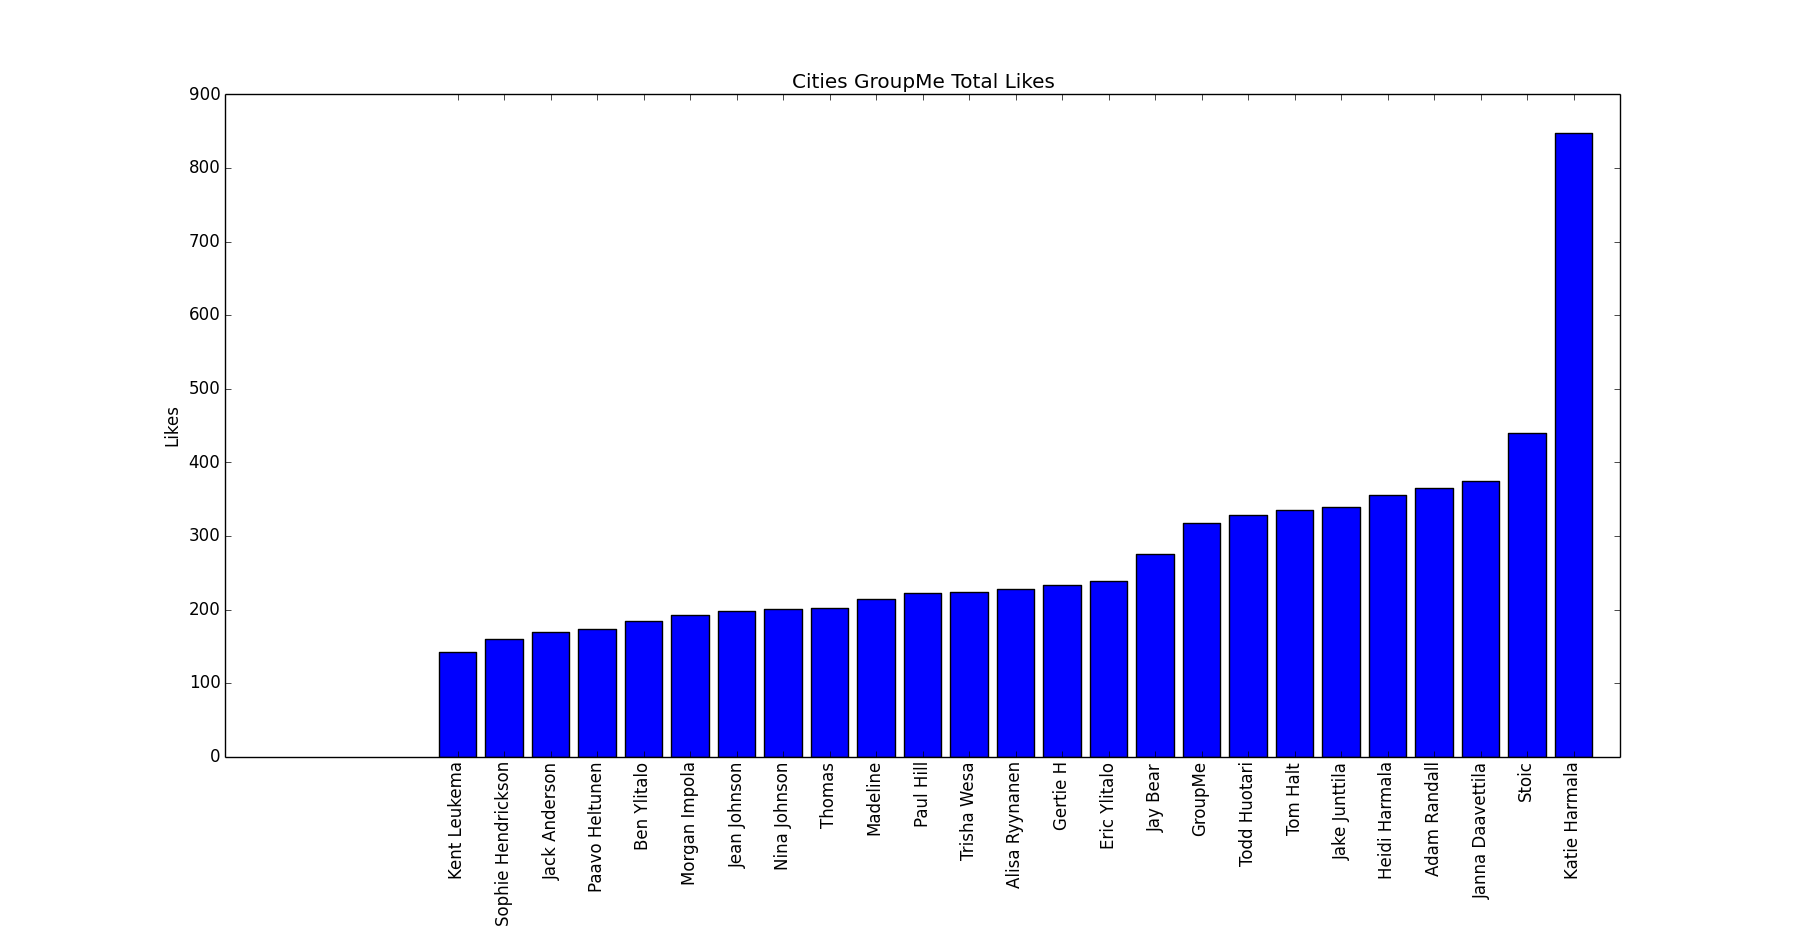 Cities GroupMe Total Likes
900
800
700
600
500
400
300
200
100
0
Likes
Kent Leukema
Sophie Hendrickson
Jack Anderson
Paavo Heltunen
Ben Ylitalo
Morgan Impola
Jean Johnson
Nina Johnson
Thomas
Madeline
Paul Hill
Trisha Wesa
Alisa Ryynanen
Gertie H
Eric Ylitalo
Jay Bear
GroupMe
Todd Huotari
Tom Halt
Jake Junttila
Heidi Harmala
Adam Randall
Janna Daavettila
Stoic
Katie Harmala